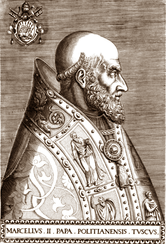 MARCELLVS · II · PAPA · POLITIANENSIS · TVSCVS ·